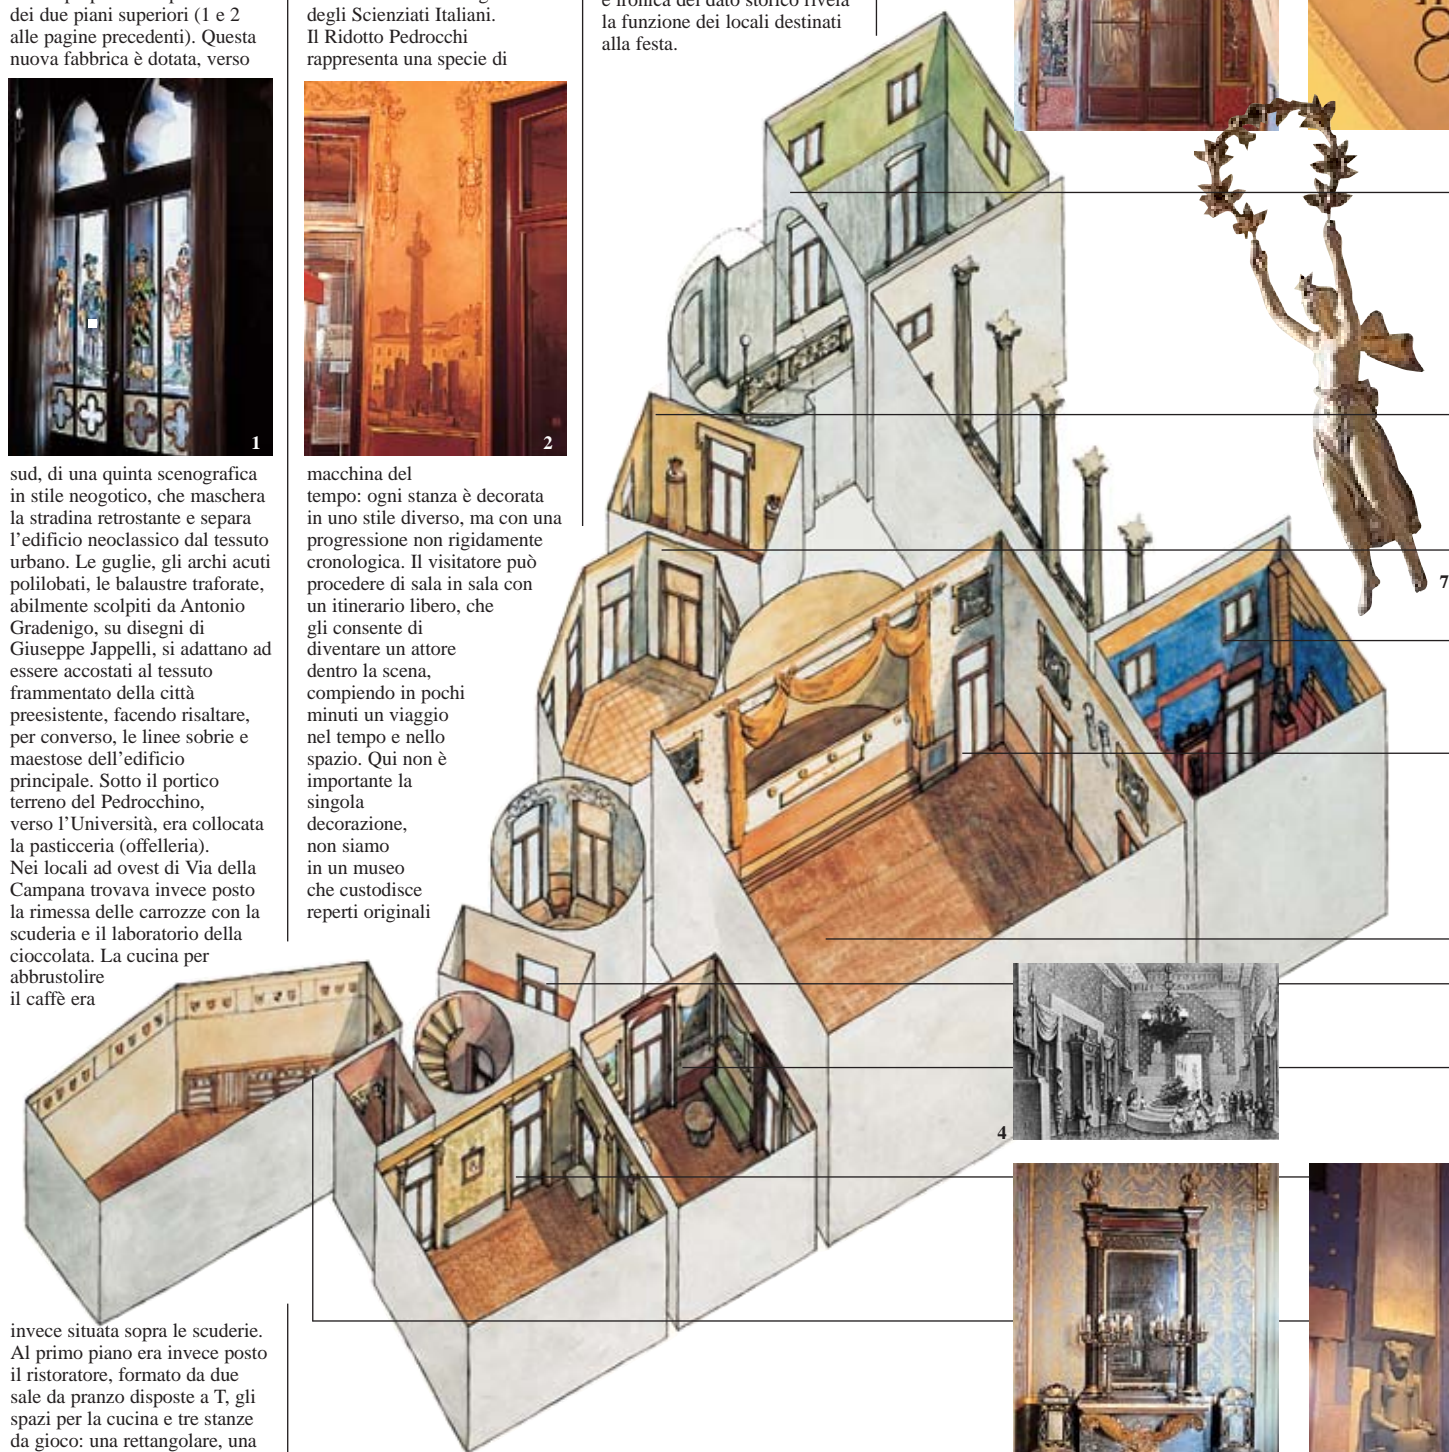 dei due piani superiori (1 e 2
alle pagine precedenti). Questa
nuova fabbrica è dotata, verso
1
sud, di una quinta scenografica
in stile neogotico, che maschera
la stradina retrostante e separa
l’edificio neoclassico dal tessuto
urbano. Le guglie, gli archi acuti
polilobati, le balaustre traforate,
abilmente scolpiti da Antonio
Gradenigo, su disegni di
Giuseppe Jappelli, si adattano ad
essere accostati al tessuto
frammentato della città
preesistente, facendo risaltare,
per converso, le linee sobrie e
maestose dell’edificio
principale. Sotto il portico
terreno del Pedrocchino,
verso l’Università, era collocata
la pasticceria (offelleria).
Nei locali ad ovest di Via della
Campana trovava invece posto
la rimessa delle carrozze con la
scuderia e il laboratorio della
cioccolata. La cucina per
abbrustolire
il caffè era
invece situata sopra le scuderie.
Al primo piano era invece posto
il ristoratore, formato da due
sale da pranzo disposte a T, gli
spazi per la cucina e tre stanze
da gioco: una rettangolare, una
degli Scienziati Italiani.
Il Ridotto Pedrocchi
rappresenta una specie di
2
macchina del
tempo: ogni stanza è decorata
in uno stile diverso, ma con una
progressione non rigidamente
cronologica. Il visitatore può
procedere di sala in sala con
un itinerario libero, che
gli consente di
diventare un attore
dentro la scena,
compiendo in pochi
minuti un viaggio
nel tempo e nello
spazio. Qui non è
importante la
singola
decorazione,
non siamo
in un museo
che custodisce
reperti originali
e ironica del dato storico rivela
la funzione dei locali destinati
alla festa.
7
4